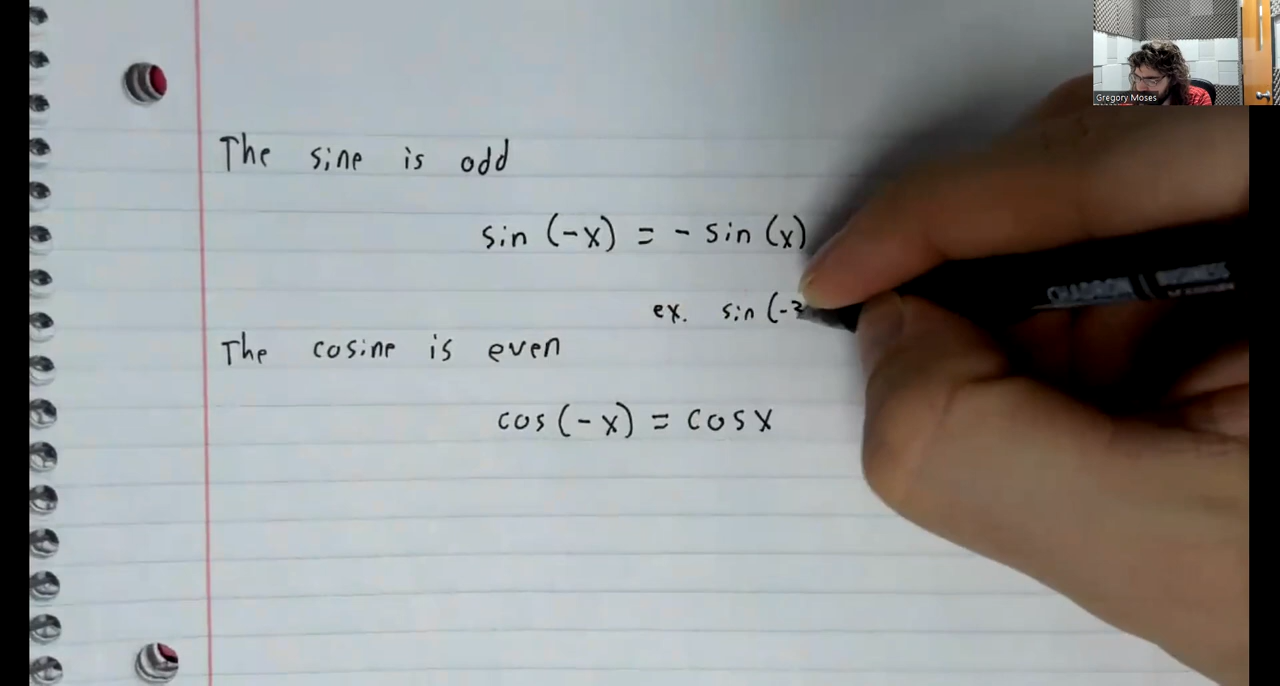 Gregory Moses
The sine is odd
sin (-x) = - sin (x)
ex. sin (-
The cosine is even
cos (-x) = cos x